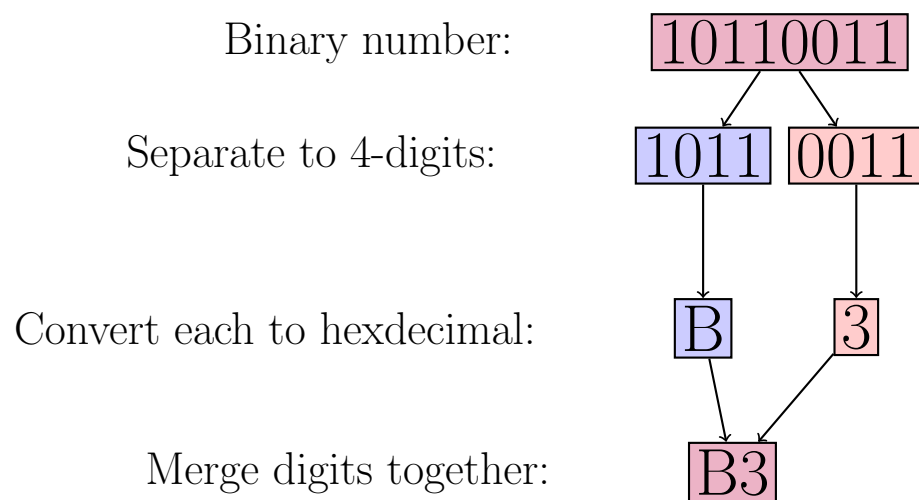 Binary number: 10110011
Separate to 4-digits: 1011 0011
Convert each to hexdecimal: B 3
Merge digits together: B3